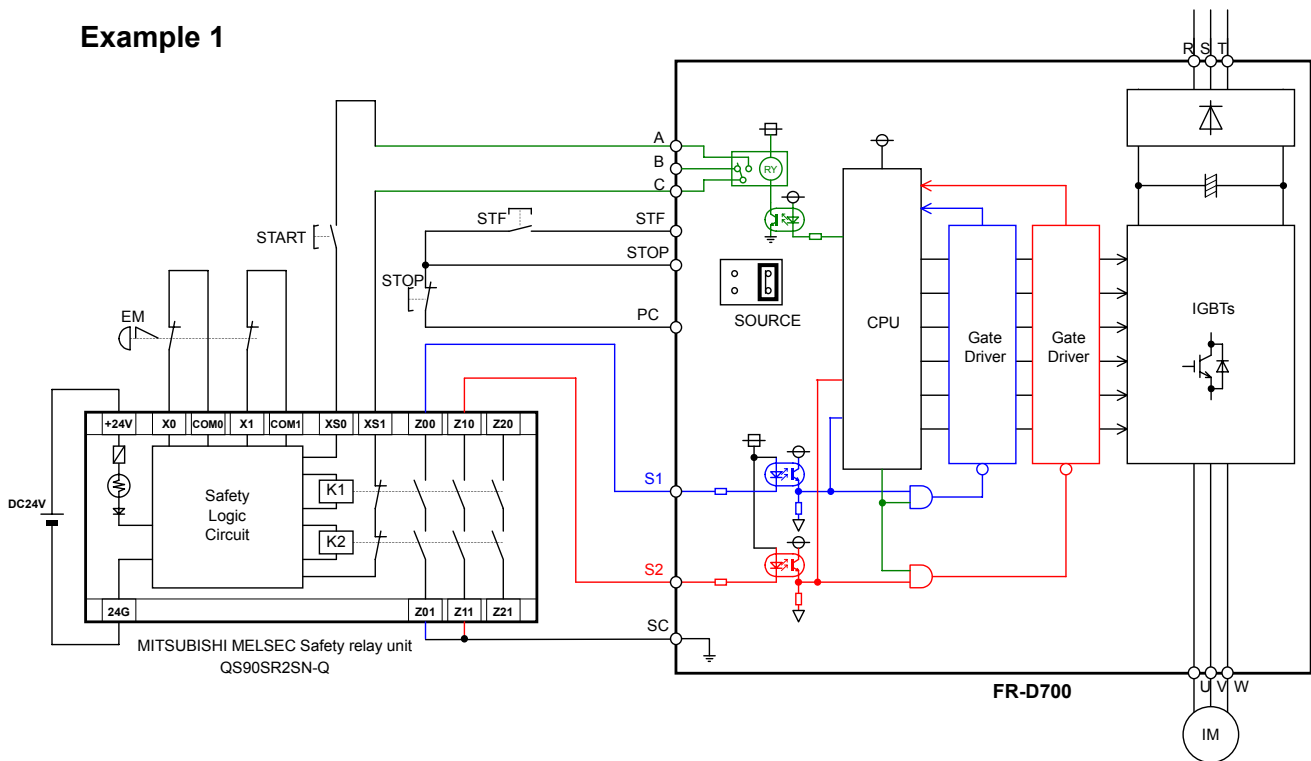 Example 1
R S T
A
B
RY
C
STF
STF
START
STOP
STOP
SOURCE
PC
CPU
Gate
Driver
Gate
Driver
IGBTs
EM
+24V X0 COM0 X1 COM1 XS0 XS1 Z00 Z10 Z20
S1
K1
Safety
Logic
Circuit
DC24V
K2
S2
24G Z01 Z11 Z21
SC
MITSUBISHI MELSEC Safety relay unit
QS90SR2SN-Q
FR-D700
U V W
IM